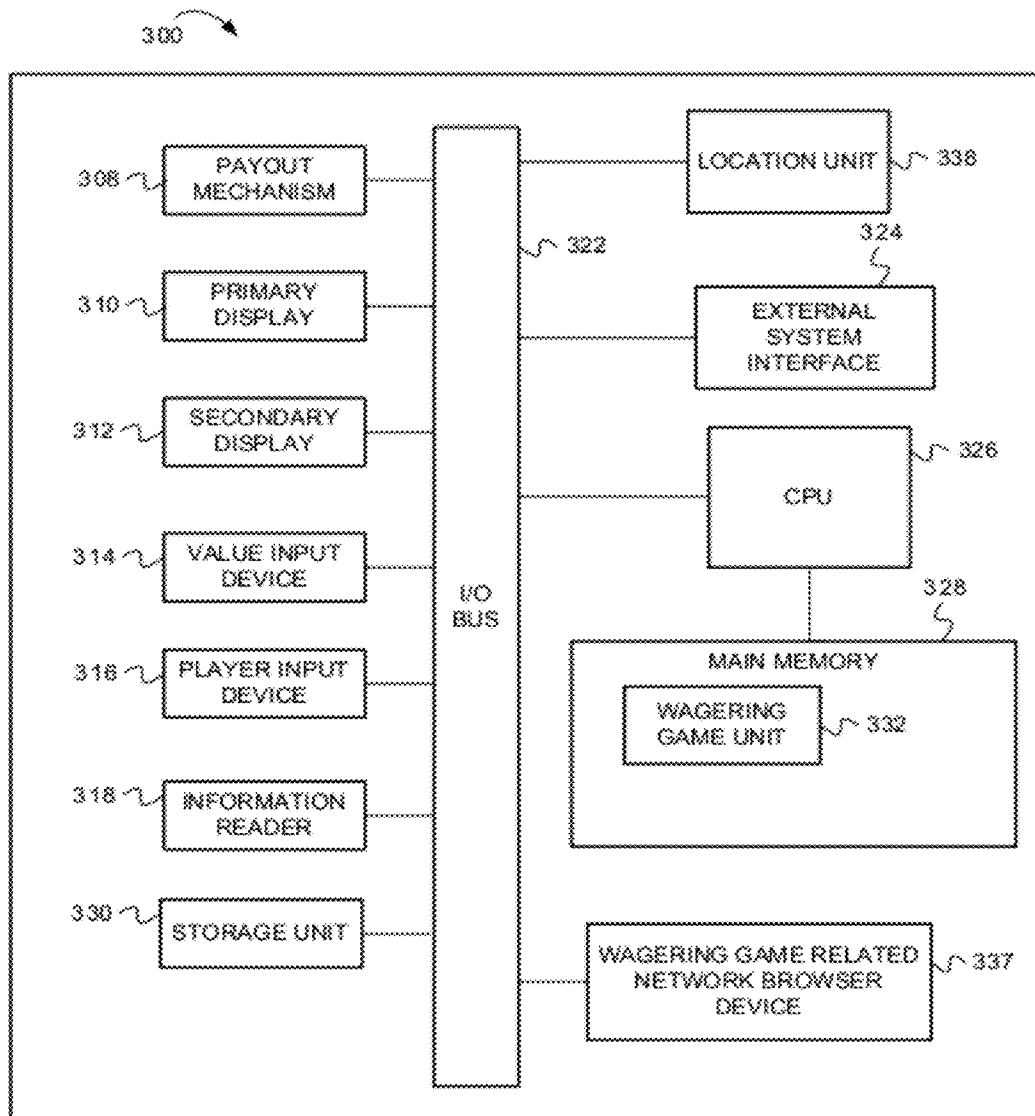 300
PAYOUT
MECHANISM
308
PRIMARY
DISPLAY
310
SECONDARY
DISPLAY
312
VALUE INPUT
DEVICE
314
PLAYER INPUT
DEVICE
316
INFORMATION
READER
318
STORAGE UNIT
330
I/O
BUS
322
LOCATION UNIT
338
324
EXTERNAL
SYSTEM
INTERFACE
CPU
326
328
MAIN MEMORY
WAGERING
GAME UNIT
332
WAGERING GAME RELATED
NETWORK BROWSER
DEVICE
337